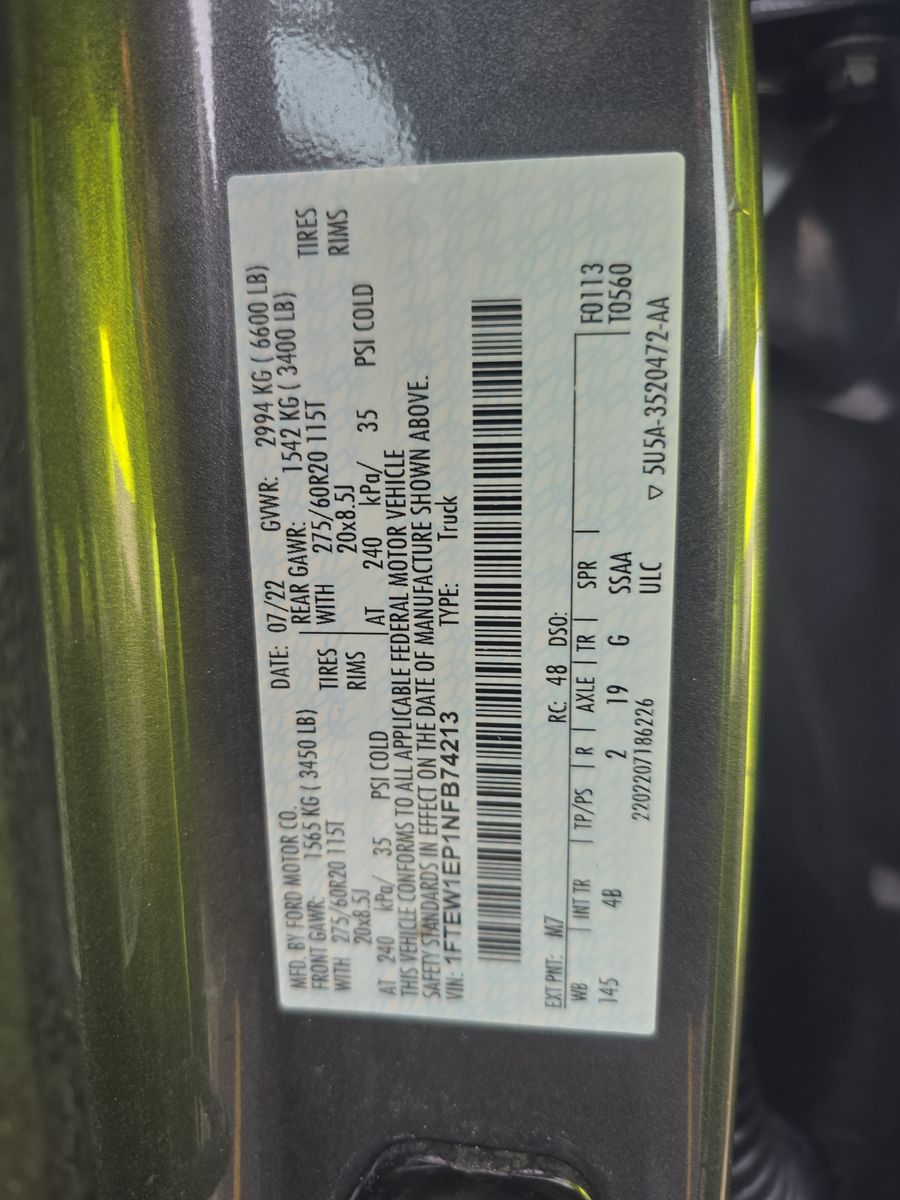 MFD. BY FORD MOTOR CO. DATE: 07/22 GVWR: 2994 KG ( 6600 LB)
FRONT GAWR: 1565 KG ( 3450 LB) REAR GAWR: 1542 KG ( 3400 LB)
WITH 275/60R20 115T TIRES WITH 275/60R20 115T TIRES
20x8.5J RIMS 20x8.5J RIMS
AT 240 kPa/ 35 PSI COLD AT 240 kPa/ 35 PSI COLD
THIS VEHICLE CONFORMS TO ALL APPLICABLE FEDERAL MOTOR VEHICLE
SAFETY STANDARDS IN EFFECT ON THE DATE OF MANUFACTURE SHOWN ABOVE.
VIN: 1FTEW1EP1NFB74213 TYPE: Truck
EXT PNT: M7 RC: 48 DSO:
WB INT TR TP/PS R AXLE TR SPR F0113
145 4B 2 19 G SSAA T0560
2202207186226 ULC ▽ 5U5A-3520472-AA